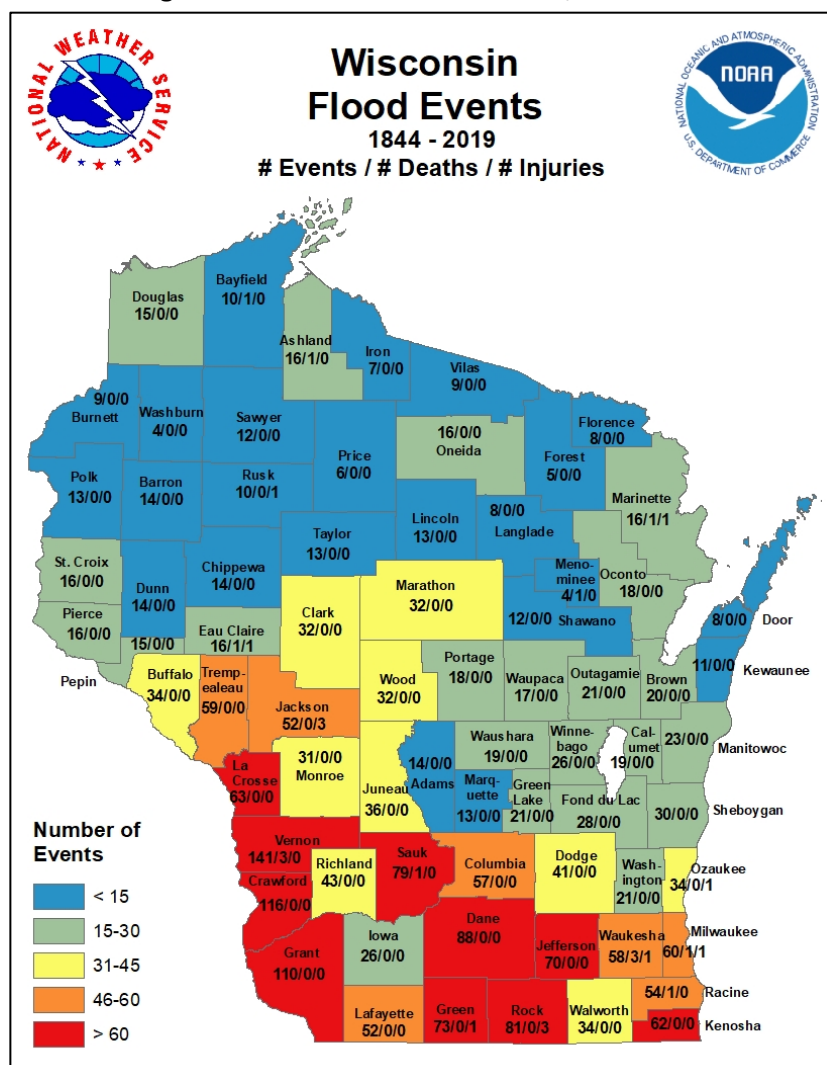 NATIONAL WEATHER SERVICE
Wisconsin
Flood Events
1844 - 2019
# Events / # Deaths / # Injuries
NATIONAL OCEANIC AND ATMOSPHERIC ADMINISTRATION
NOAA
U.S. DEPARTMENT OF COMMERCE
Douglas
15/0/0
Bayfield
10/1/0
Ashland
16/1/0
Iron
7/0/0
Vilas
9/0/0
9/0/0
Burnett
Washburn
4/0/0
Sawyer
12/0/0
Price
6/0/0
16/0/0
Oneida
Forest
5/0/0
Florence
8/0/0
Marinette
16/1/1
Polk
13/0/0
Barron
14/0/0
Rusk
10/0/1
Taylor
13/0/0
Lincoln
13/0/0
8/0/0
Langlade
St. Croix
16/0/0
Dunn
14/0/0
Chippewa
14/0/0
Clark
32/0/0
Marathon
32/0/0
Meno-
minee
4/1/0
Oconto
18/0/0
12/0/0
Shawano
8/0/0
Door
Pierce
16/0/0
15/0/0
Pepin
Eau Claire
16/1/1
11/0/0
Kewaunee
Buffalo
34/0/0
Tremp-
ealeau
59/0/0
Jackson
52/0/3
Wood
32/0/0
Portage
18/0/0
Waupaca
17/0/0
Outagamie
21/0/0
Brown
20/0/0
La
Crosse
63/0/0
31/0/0
Monroe
Juneau
36/0/0
14/0/0
Adams
Waushara
19/0/0
Winne-
bago
26/0/0
Cal-
umet
19/0/0
23/0/0
Manitowoc
Marq-
uette
13/0/0
Green
Lake
21/0/0
Fond du Lac
28/0/0
30/0/0
Sheboygan
Vernon
141/3/0
Richland
43/0/0
Sauk
79/1/0
Columbia
57/0/0
Dodge
41/0/0
Wash-
ington
21/0/0
Ozaukee
34/0/1
Crawford
116/0/0
Grant
110/0/0
Iowa
26/0/0
Dane
88/0/0
Jefferson
70/0/0
Waukesha
58/3/1
Milwaukee
60/1/1
Lafayette
52/0/0
Green
73/0/1
Rock
81/0/3
Walworth
34/0/0
54/1/0
Racine
62/0/0
Kenosha
Number of
Events
< 15
15-30
31-45
46-60
> 60